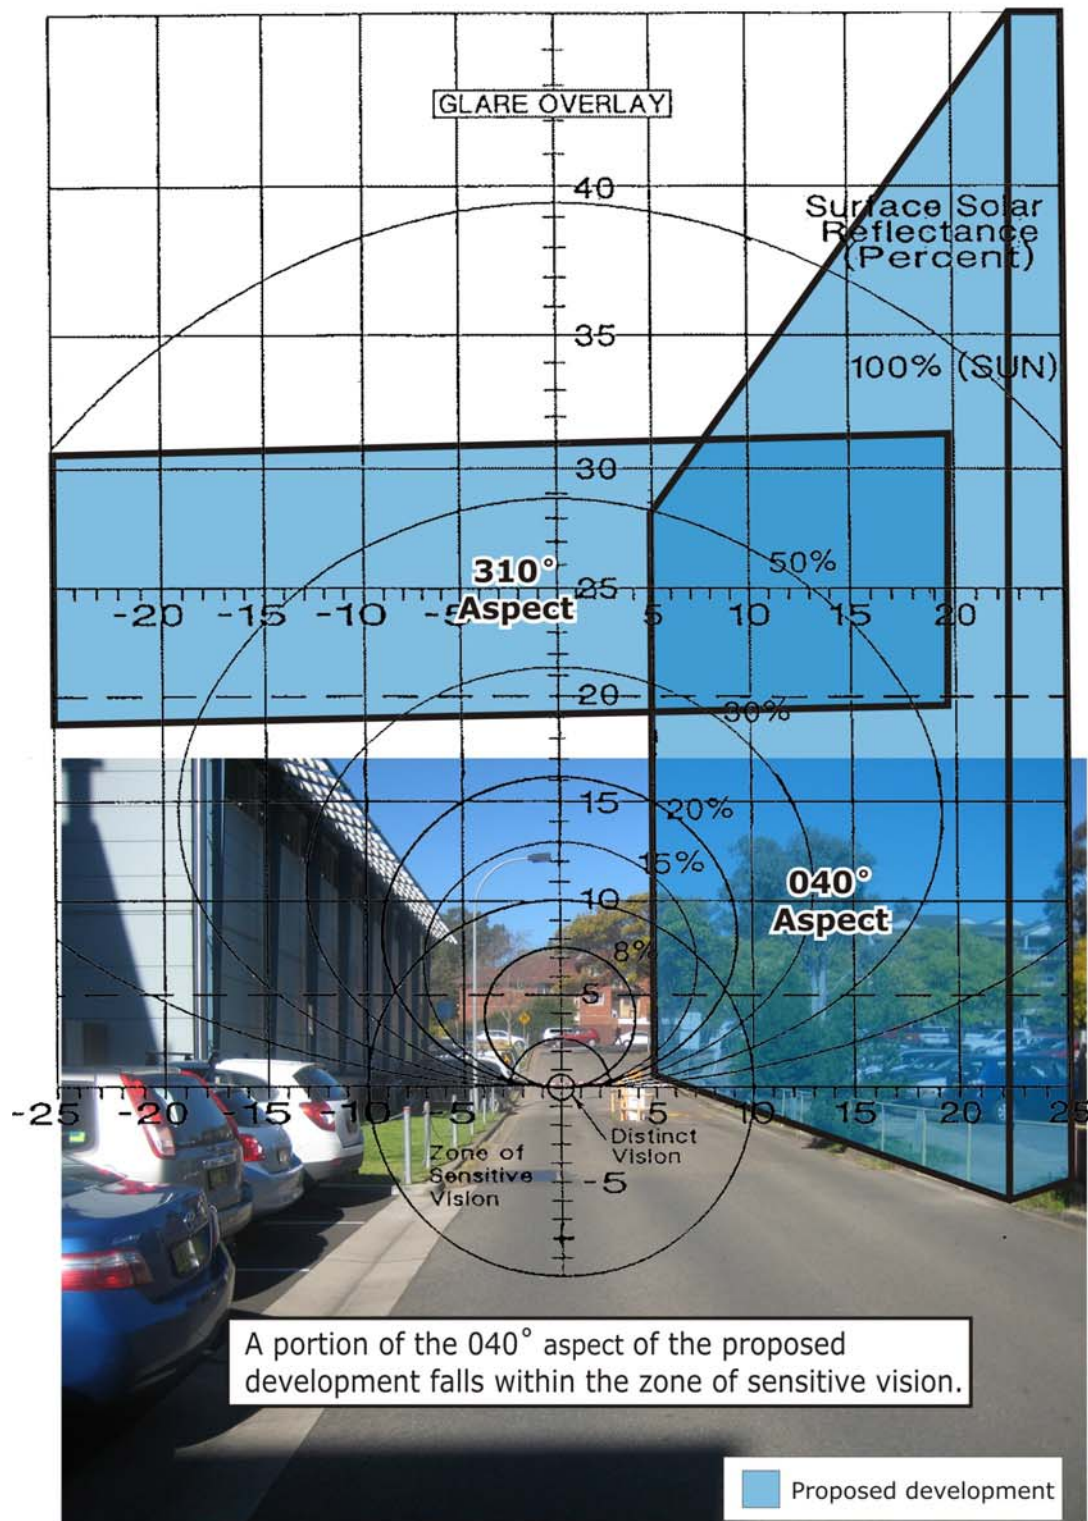 GLARE OVERLAY
40
Surface Solar
Reflectance
(Percent)
35
100% (SUN)
30
310°
Aspect
50%
25
-20 -15 -10 -5 5 10 15 20
20
30%
15
20%
15%
10
040°
Aspect
8%
5
-25 -20 -15 -10 -5 5 10 15 20 25
Distinct
Vision
Zone of
Sensitive
Vision
-5
A portion of the 040° aspect of the proposed
development falls within the zone of sensitive vision.
Proposed development